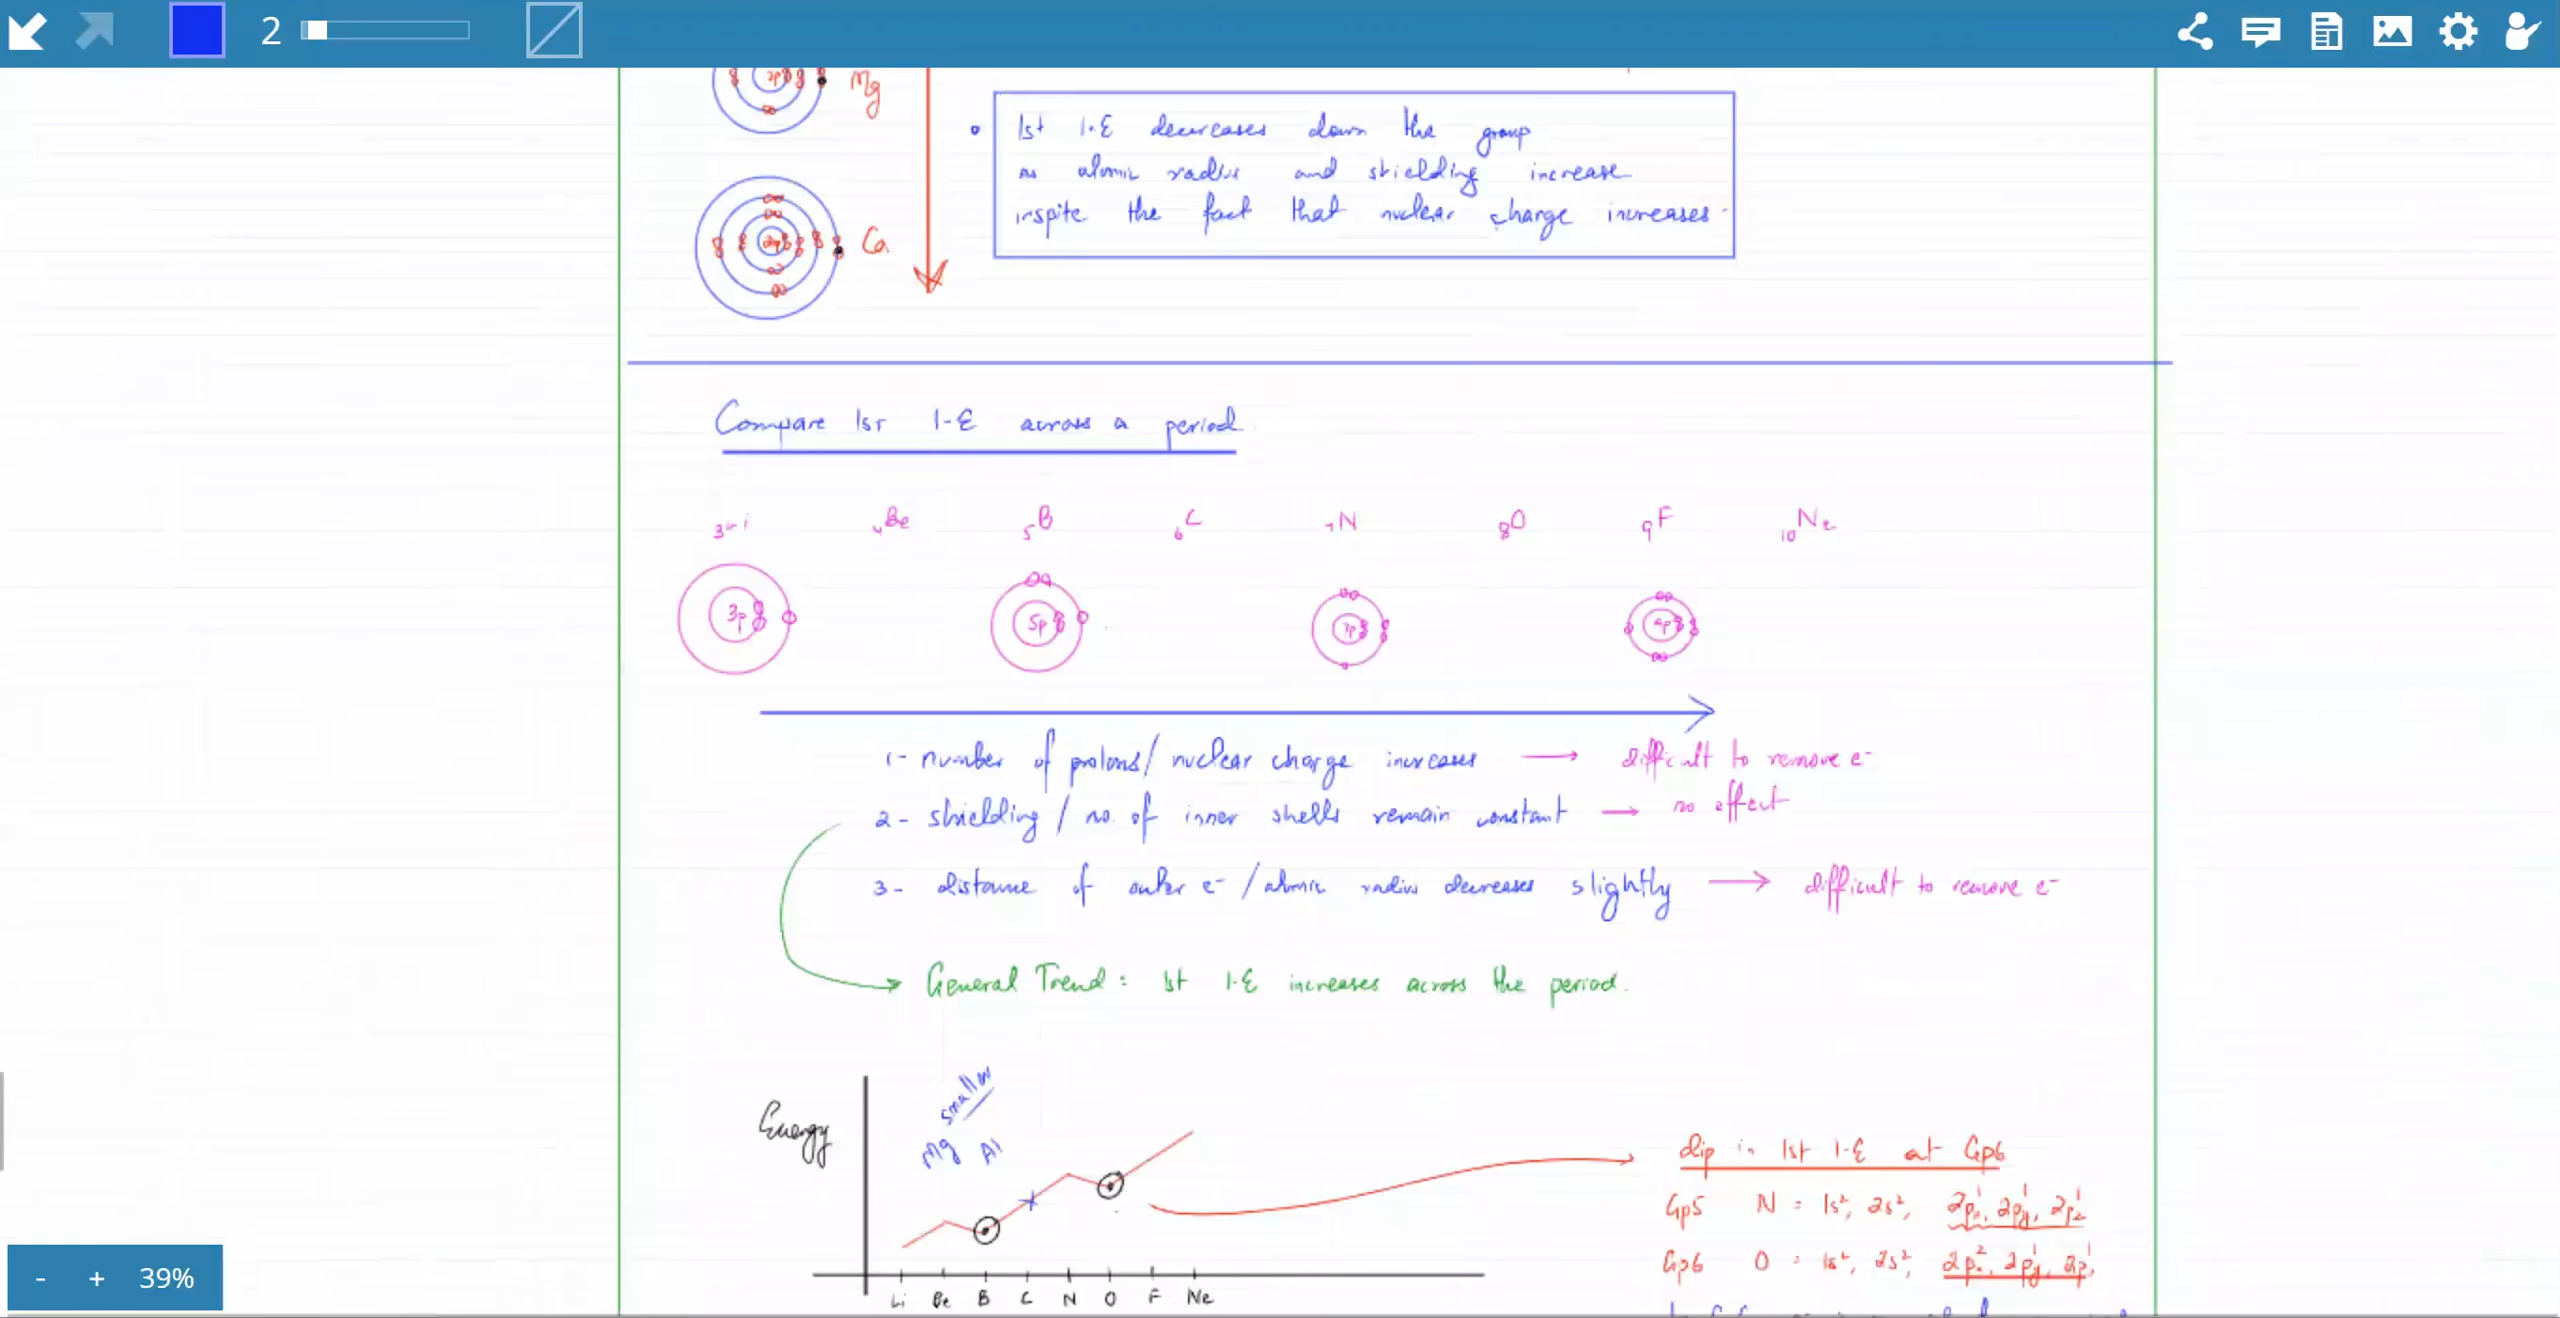 2
Mg
1st I.E decreases down the group
as atomic radius and shielding increase
inspite the fact that nuclear charge increases.
Ca
Compare 1st I-E across a period
3Li 4Be 5B 6C 7N 8O 9F 10Ne
3p 5p 7p 9p
1- number of protons/ nuclear charge increases → difficult to remove e-
2- shielding / no. of inner shells remain constant → no effect
3- distance of outer e- / atomic radius decreases slightly → difficult to remove e-
General Trend: 1st I.E increases across the period.
smaller
Mg Al
Energy
dip in 1st I-E at Gp6
Gp5 N = 1s², 2s², 2px¹, 2py¹, 2pz¹
Gp6 O = 1s², 2s², 2px², 2py¹, 2p¹
Li Be B C N O F Ne
- + 39%